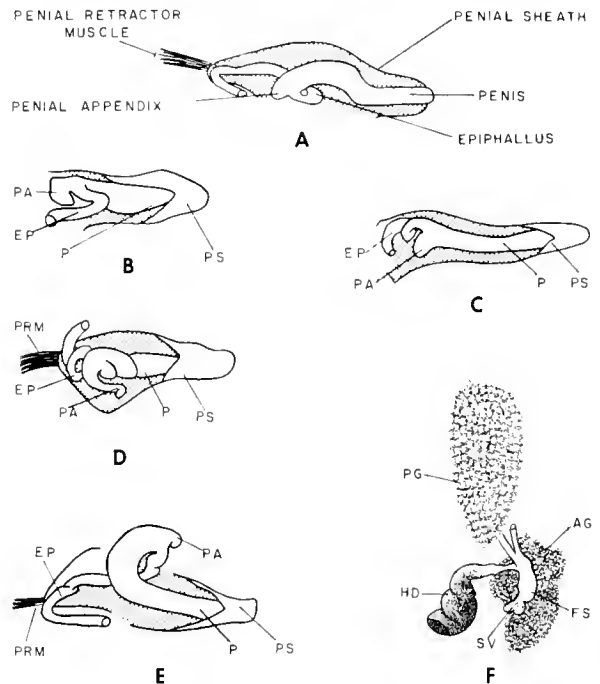 PENIAL RETRACTOR
MUSCLE
PENIAL SHEATH
PENIAL APPENDIX
PENIS
EPIPHALLUS
A
PA
EP
P
PS
B
EP
PA
P
PS
C
PRM
EP
PA
P
PS
D
EP
PA
PRM
P
PS
E
PG
AG
HD
FS
SV
F